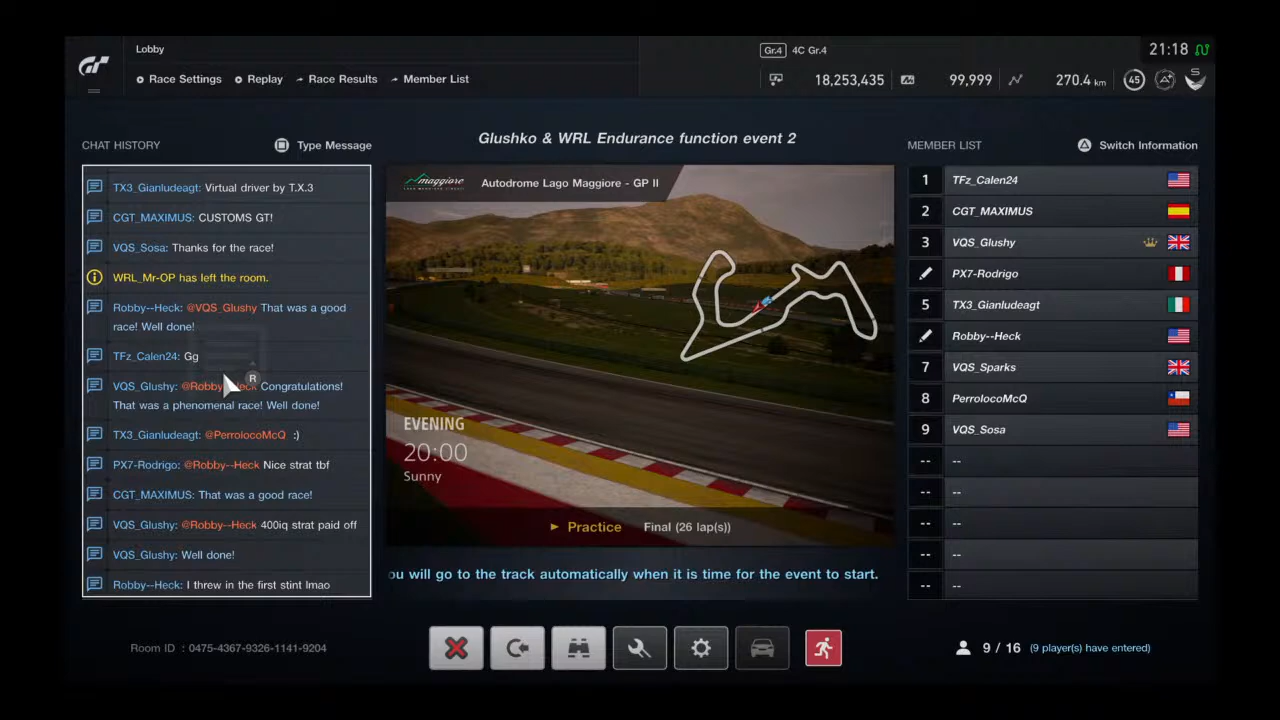 Lobby
Race Settings
Replay
Race Results
Member List
Gr.4 4C Gr.4
21:18
18,253,435
99,999
270.4 km
45
S
CHAT HISTORY
Type Message
TX3_Gianludeagt: Virtual driver by T.X.3
CGT_MAXIMUS: CUSTOMS GT!
VQS_Sosa: Thanks for the race!
WRL_Mr-OP has left the room.
Robby--Heck: @VQS_Glushy That was a good
race! Well done!
TFz_Calen24: Gg
VQS_Glushy: @Robby--Heck Congratulations!
That was a phenomenal race! Well done!
TX3_Gianludeagt: @PerrolocoMcQ :)
PX7-Rodrigo: @Robby--Heck Nice strat tbf
CGT_MAXIMUS: That was a good race!
VQS_Glushy: @Robby--Heck 400iq strat paid off
VQS_Glushy: Well done!
Robby--Heck: I threw in the first stint lmao
R
Glushko & WRL Endurance function event 2
maggiore
Autodrome Lago Maggiore - GP II
EVENING
20:00
Sunny
Practice Final (26 lap(s))
ou will go to the track automatically when it is time for the event to start.
MEMBER LIST
Switch Information
1 TFz_Calen24
2 CGT_MAXIMUS
3 VQS_Glushy
PX7-Rodrigo
5 TX3_Gianludeagt
Robby--Heck
7 VQS_Sparks
8 PerrolocoMcQ
9 VQS_Sosa
-- --
-- --
-- --
-- --
-- --
Room ID : 0475-4367-9326-1141-9204
9 / 16 (9 player(s) have entered)